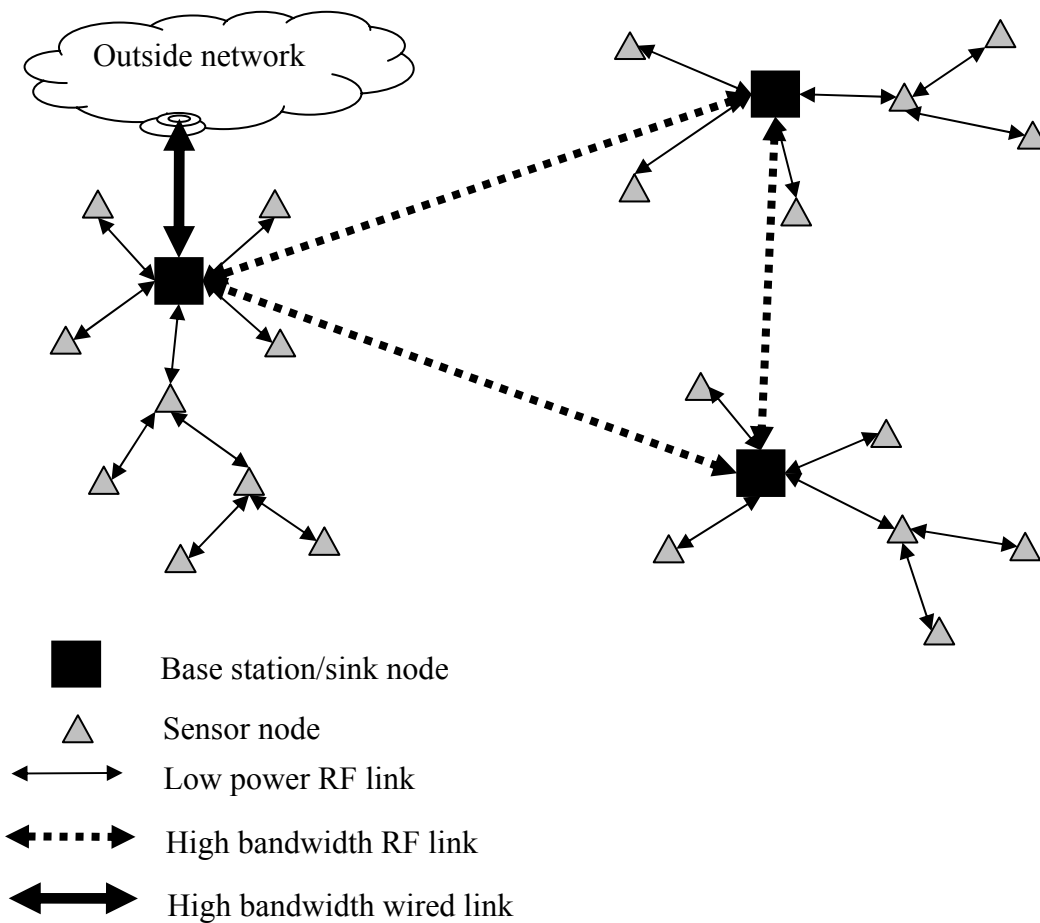 Outside network
Base station/sink node
Sensor node
Low power RF link
High bandwidth RF link
High bandwidth wired link